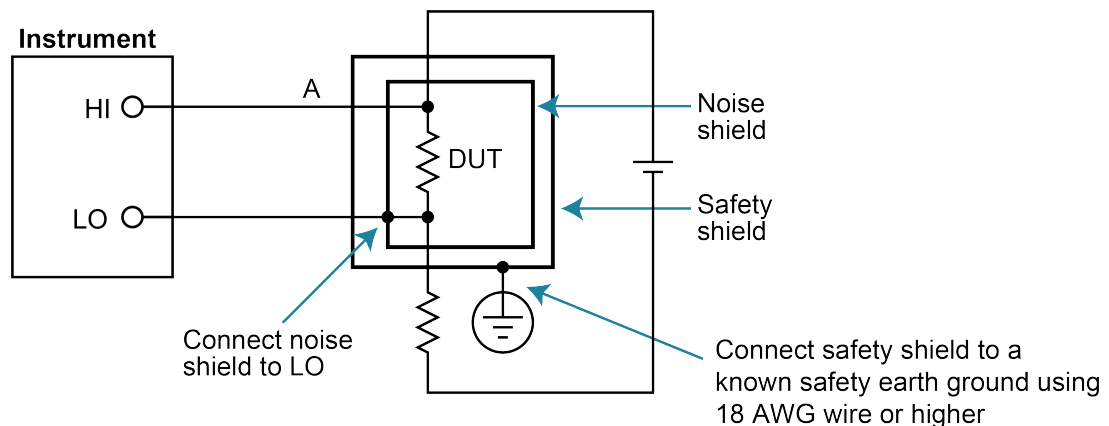 Instrument
HI
A
LO
DUT
Noise
shield
Safety
shield
Connect noise
shield to LO
Connect safety shield to a
known safety earth ground using
18 AWG wire or higher